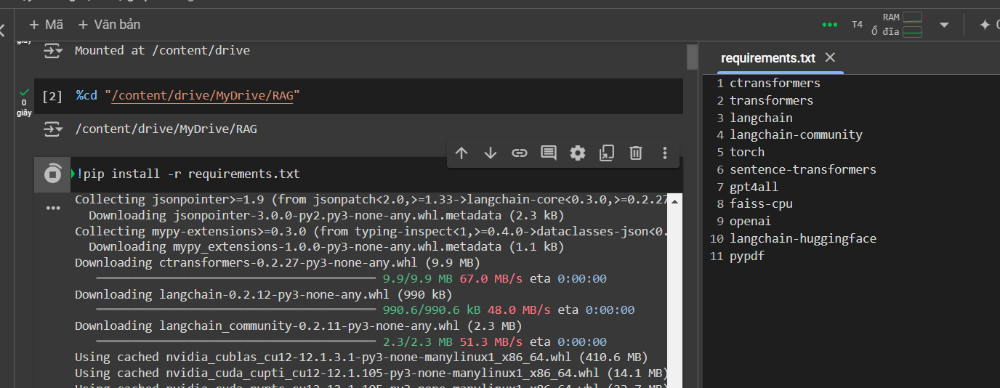 + Mã + Văn bản
T4
RAM
Ổ đĩa
giây
Mounted at /content/drive
0
giây
[2] %cd "/content/drive/MyDrive/RAG"
/content/drive/MyDrive/RAG
!pip install -r requirements.txt
Collecting jsonpointer>=1.9 (from jsonpatch<2.0,>=1.33->langchain-core<0.3.0,>=0.2.27
Downloading jsonpointer-3.0.0-py2.py3-none-any.whl.metadata (2.3 kB)
Collecting mypy-extensions>=0.3.0 (from typing-inspect<1,>=0.4.0->dataclasses-json<0.
Downloading mypy_extensions-1.0.0-py3-none-any.whl.metadata (1.1 kB)
Downloading ctransformers-0.2.27-py3-none-any.whl (9.9 MB)
9.9/9.9 MB 67.0 MB/s eta 0:00:00
Downloading langchain-0.2.12-py3-none-any.whl (990 kB)
990.6/990.6 kB 48.0 MB/s eta 0:00:00
Downloading langchain_community-0.2.11-py3-none-any.whl (2.3 MB)
2.3/2.3 MB 51.3 MB/s eta 0:00:00
Using cached nvidia_cublas_cu12-12.1.3.1-py3-none-manylinux1_x86_64.whl (410.6 MB)
Using cached nvidia_cuda_cupti_cu12-12.1.105-py3-none-manylinux1_x86_64.whl (14.1 MB)
requirements.txt
1 ctransformers
2 transformers
3 langchain
4 langchain-community
5 torch
6 sentence-transformers
7 gpt4all
8 faiss-cpu
9 openai
10 langchain-huggingface
11 pypdf